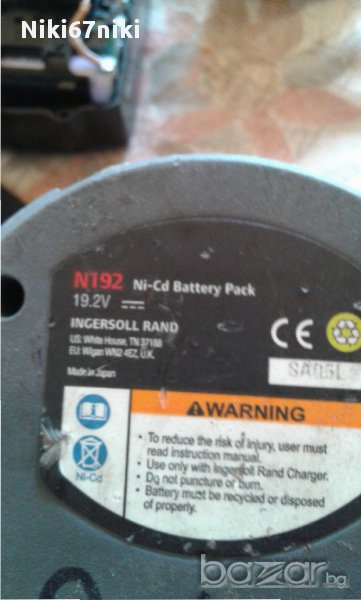 Niki67niki
N192 Ni-Cd Battery Pack
19.2V
INGERSOLL RAND
US: White House, TN 37188
EU: Wigan WN2 4EZ, U.K.
Made in Japan
CE
SA05L
WARNING
• To reduce the risk of injury, user must
read instruction manual.
• Use only with Ingersoll Rand Charger.
• Do not puncture or burn.
• Battery must be recycled or disposed
of properly.
Ni-Cd
bazar.bg